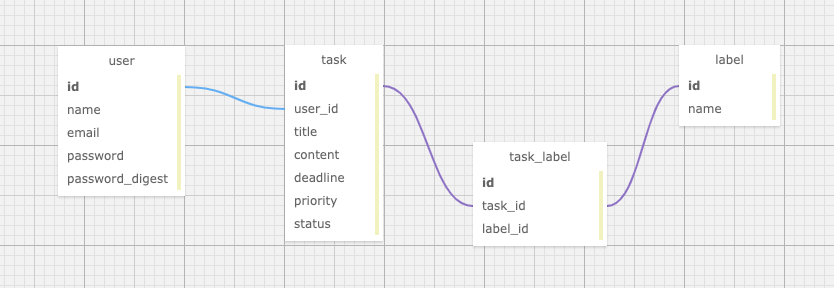 user
id
name
email
password
password_digest
task
id
user_id
title
content
deadline
priority
status
task_label
id
task_id
label_id
label
id
name